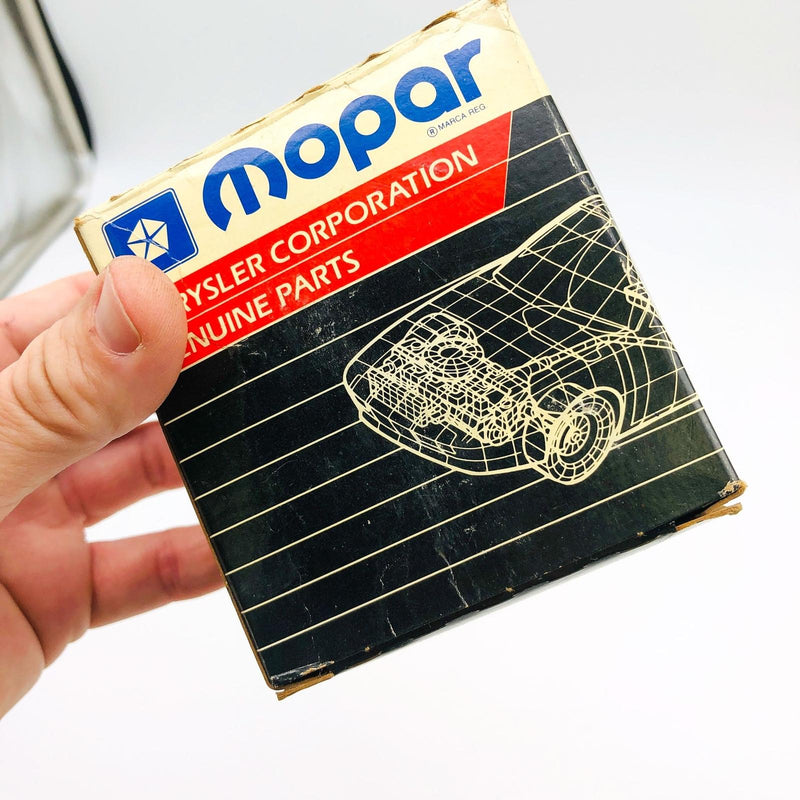 mopar
® MARCA REG
RYSLER CORPORATION
ENUINE PARTS